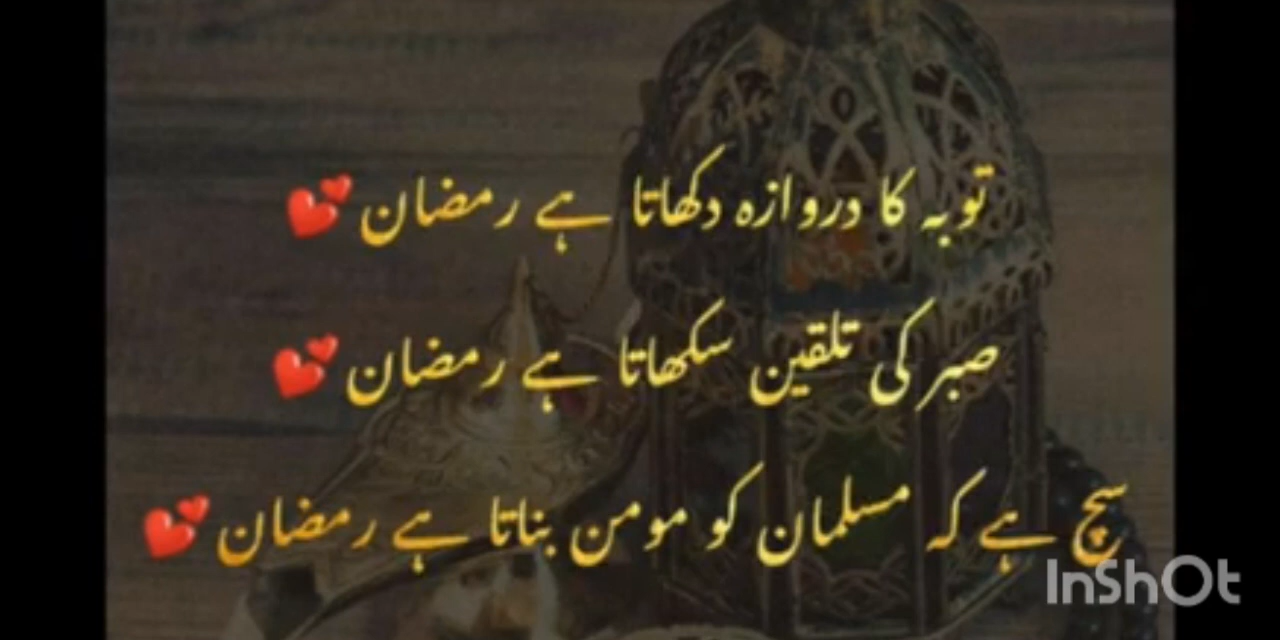 توبہ کا دروازہ دکھاتا ہے رمضان 💕
صبر کی تلقین سکھاتا ہے رمضان 💕
سچ ہے کہ مسلمان کو مومن بناتا ہے رمضان 💕
InShOt